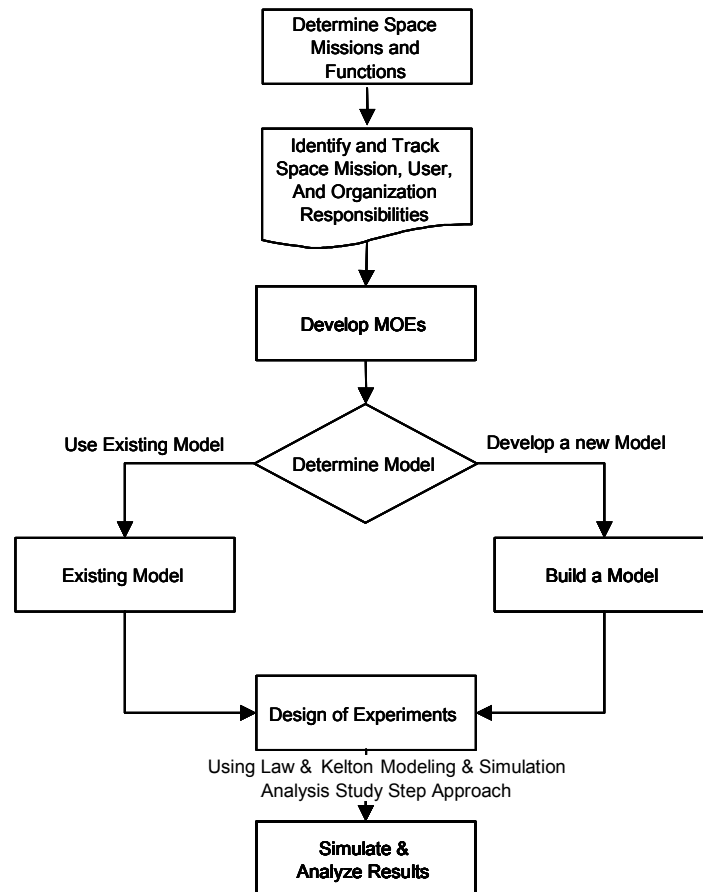 Determine Space
Missions and
Functions
Identify and Track
Space Mission, User,
And Organization
Responsibilities
Develop MOEs
Use Existing Model
Develop a new Model
Determine Model
Existing Model
Build a Model
Design of Experiments
Using Law & Kelton Modeling & Simulation
Analysis Study Step Approach
Simulate &
Analyze Results